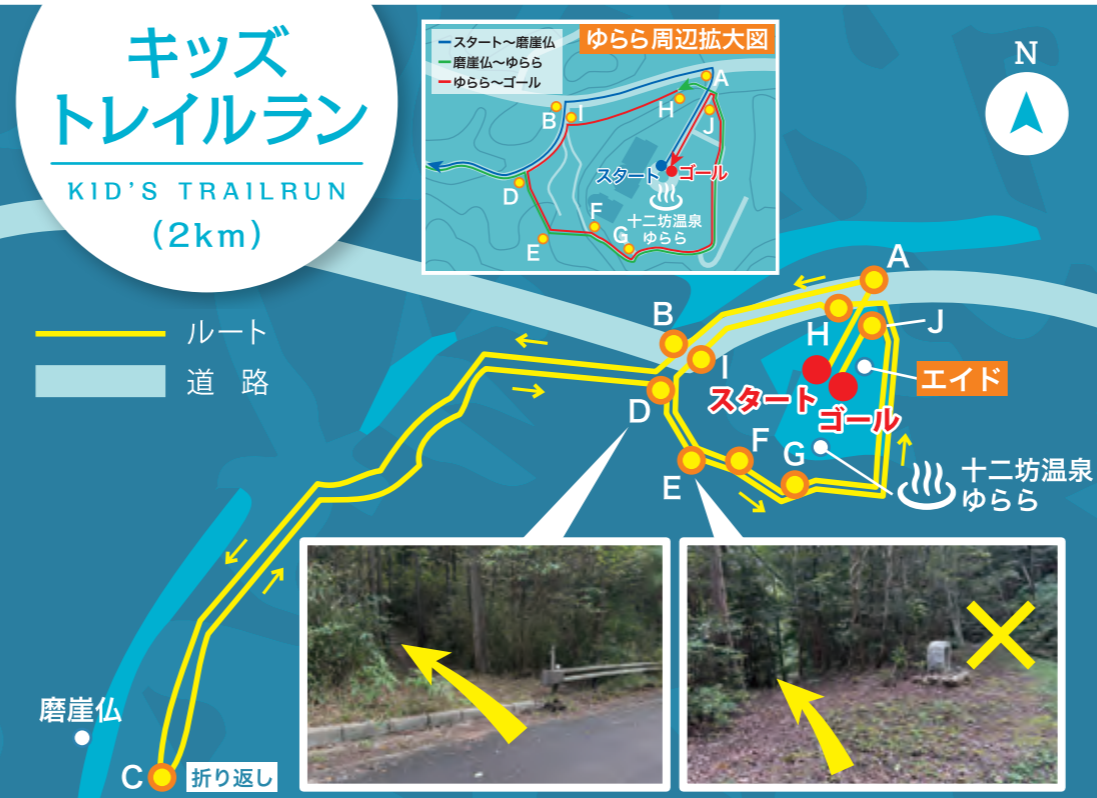 キッズ
トレイルラン
KID'S TRAILRUN
(2km)
ルート
道 路
スタート〜磨崖仏
磨崖仏〜ゆらら
ゆらら〜ゴール
ゆらら周辺拡大図
A
B
I
H
J
スタート
ゴール
十二坊温泉
ゆらら
D
E
F
G
N
A
B
H
J
I
エイド
スタート
ゴール
D
E
F
G
十二坊温泉
ゆらら
磨崖仏
C
折り返し